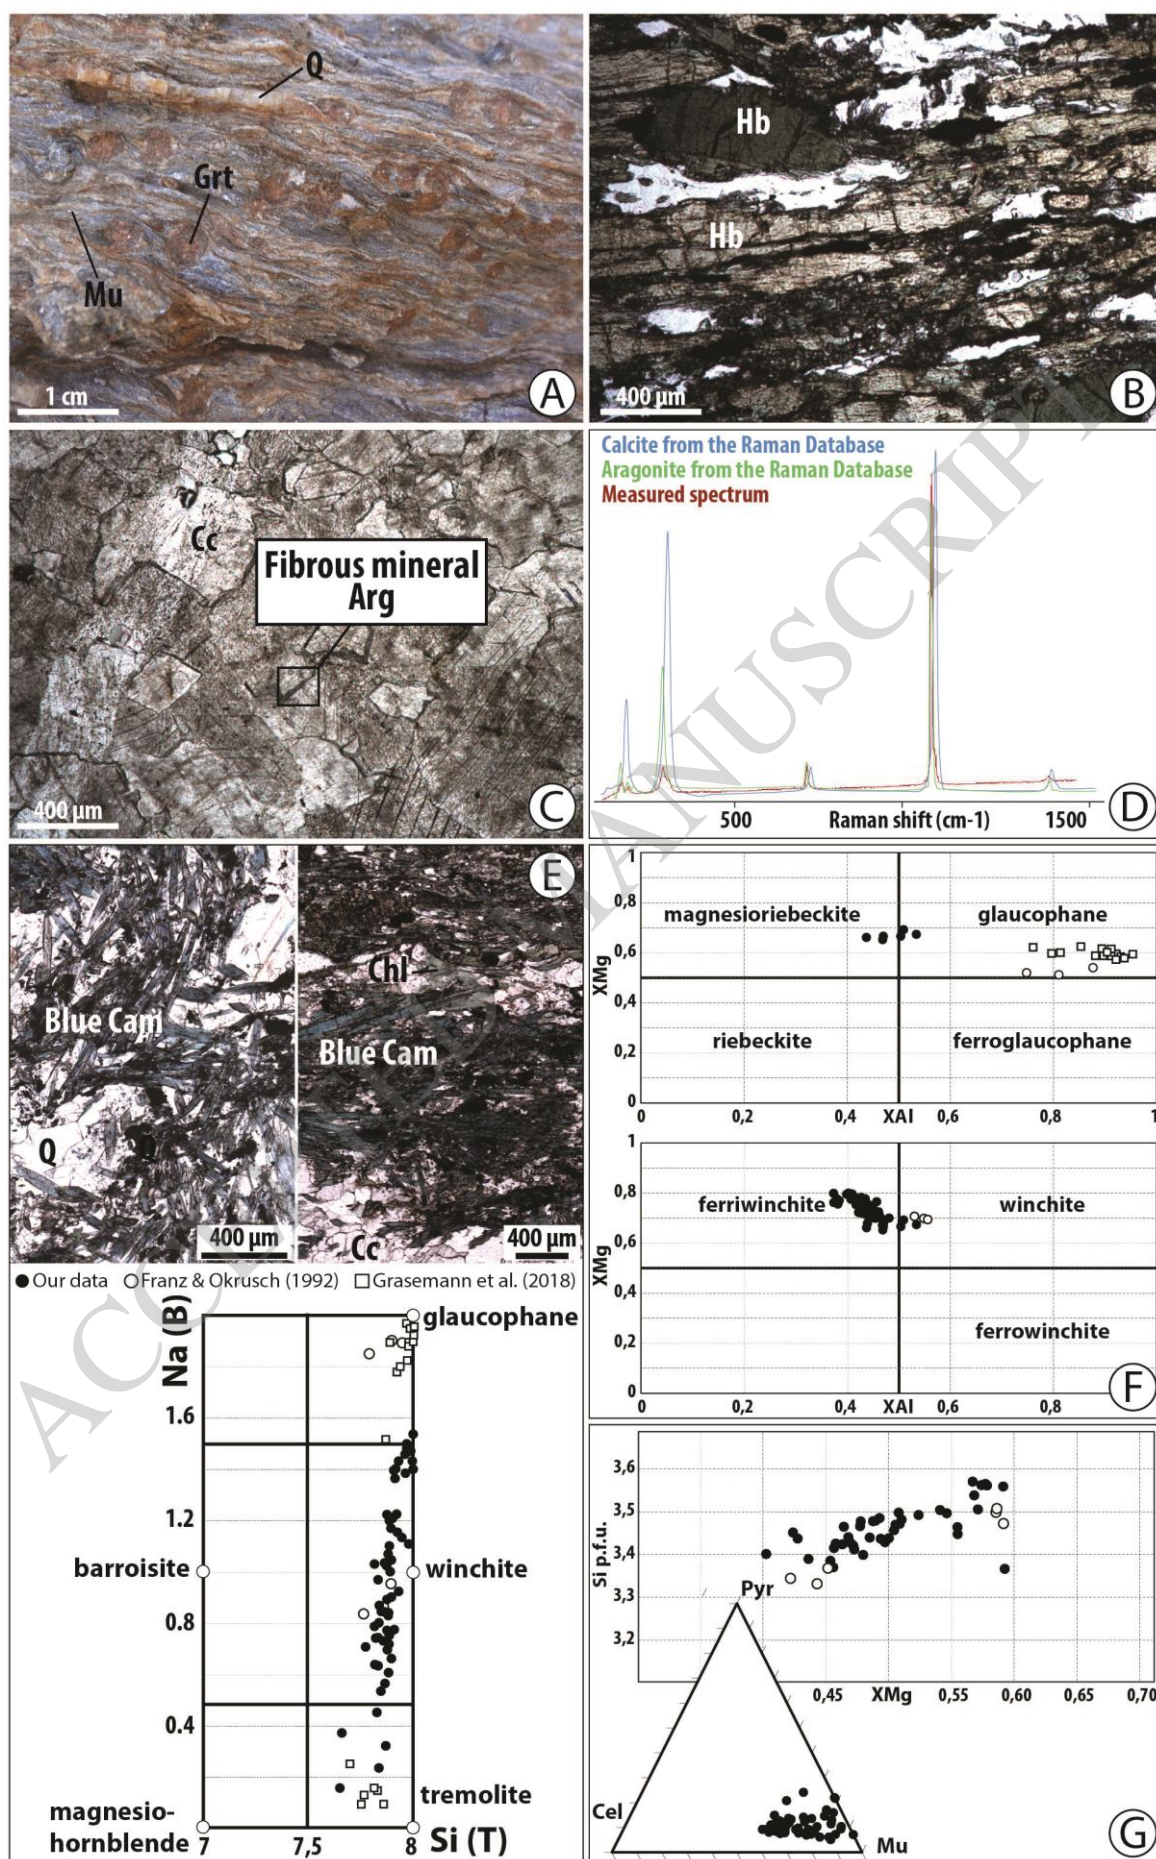 Q
Grt
Mu
1 cm
A
Hb
Hb
400 µm
B
Cc
Fibrous mineral
Arg
400 µm
C
Calcite from the Raman Database
Aragonite from the Raman Database
Measured spectrum
500
Raman shift (cm-1)
1500
D
E
Blue Cam
Q
Q
400 µm
Chl
Blue Cam
Cc
400 µm
1
0,8
0,6
XMg
0,4
0,2
0
magnesioriebeckite
glaucophane
riebeckite
ferroglaucophane
0
0,2
0,4
XAl
0,6
0,8
1
1
0,8
0,6
XMg
0,4
0,2
0
ferriwinchite
winchite
ferrowinchite
0
0,2
0,4
XAl
0,6
0,8
F
Our data
Franz & Okrusch (1992)
Grasemann et al. (2018)
Na (B)
glaucophane
1.6
1.2
barroisite
winchite
0.8
0.4
tremolite
magnesio-
hornblende
7
7,5
Si (T)
8
3,6
3,5
Si p.f.u.
3,4
3,3
3,2
0,45
XMg
0,55
0,60
0,65
0,70
Pyr
Cel
Mu
G
ACCEPTED MANUSCRIPT